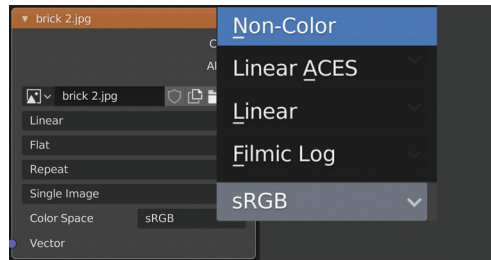 brick 2.jpg
C
Al
brick 2.jpg
Linear
Flat
Repeat
Single Image
Color Space sRGB
Vector
Non-Color
Linear ACES
Linear
Filmic Log
sRGB